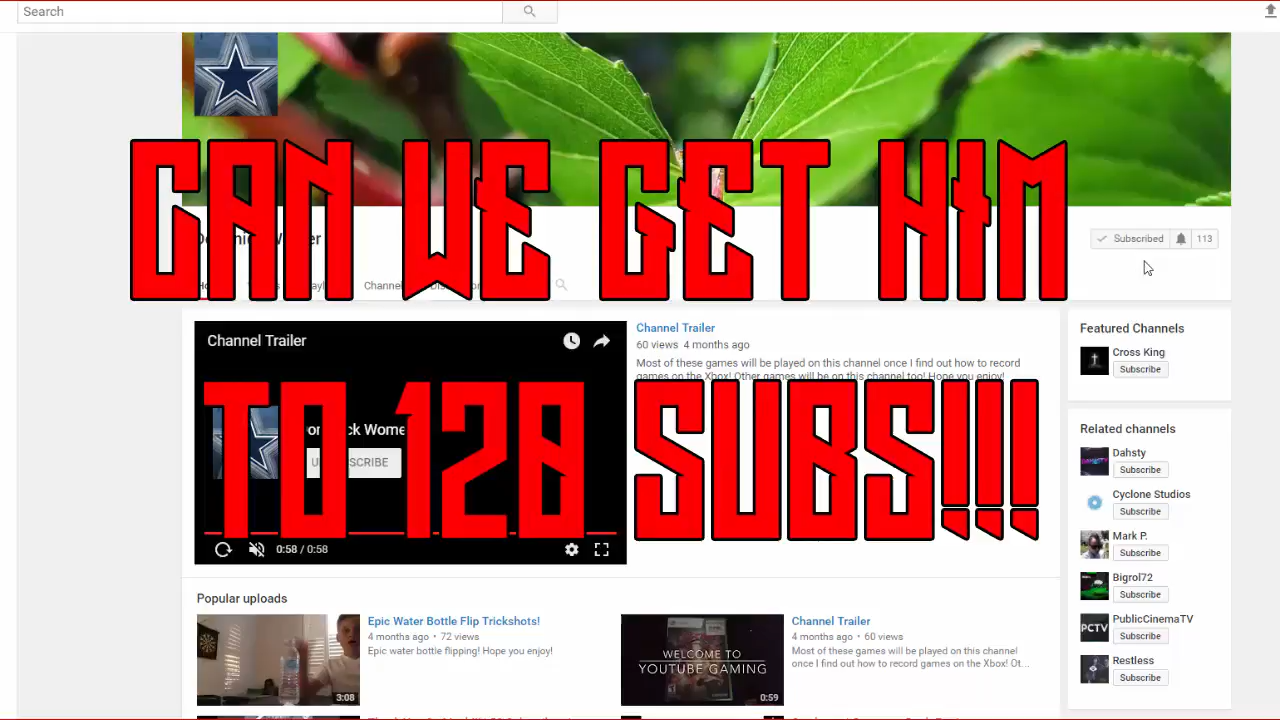 Search
CAN WE GET HIM
Subscribed 113
Channel Trailer
TO 128 SUBS!!!
0:58 / 0:58
Channel Trailer
60 views 4 months ago
Most of these games will be played on this channel once I find out how to record
games on the Xbox! Other games will be on this channel too! Hope you enjoy!
Featured Channels
Cross King
Subscribe
Related channels
Dahsty
Subscribe
Cyclone Studios
Subscribe
Mark P.
Subscribe
Bigrol72
Subscribe
PublicCinemaTV
PCTV
Subscribe
Restless
Subscribe
Popular uploads
3:08
Epic Water Bottle Flip Trickshots!
4 months ago • 72 views
Epic water bottle flipping! Hope you enjoy!
WELCOME TO
YOUTUBE GAMING
0:59
Channel Trailer
4 months ago • 60 views
Most of these games will be played on this channel
once I find out how to record games on the Xbox! Ot...